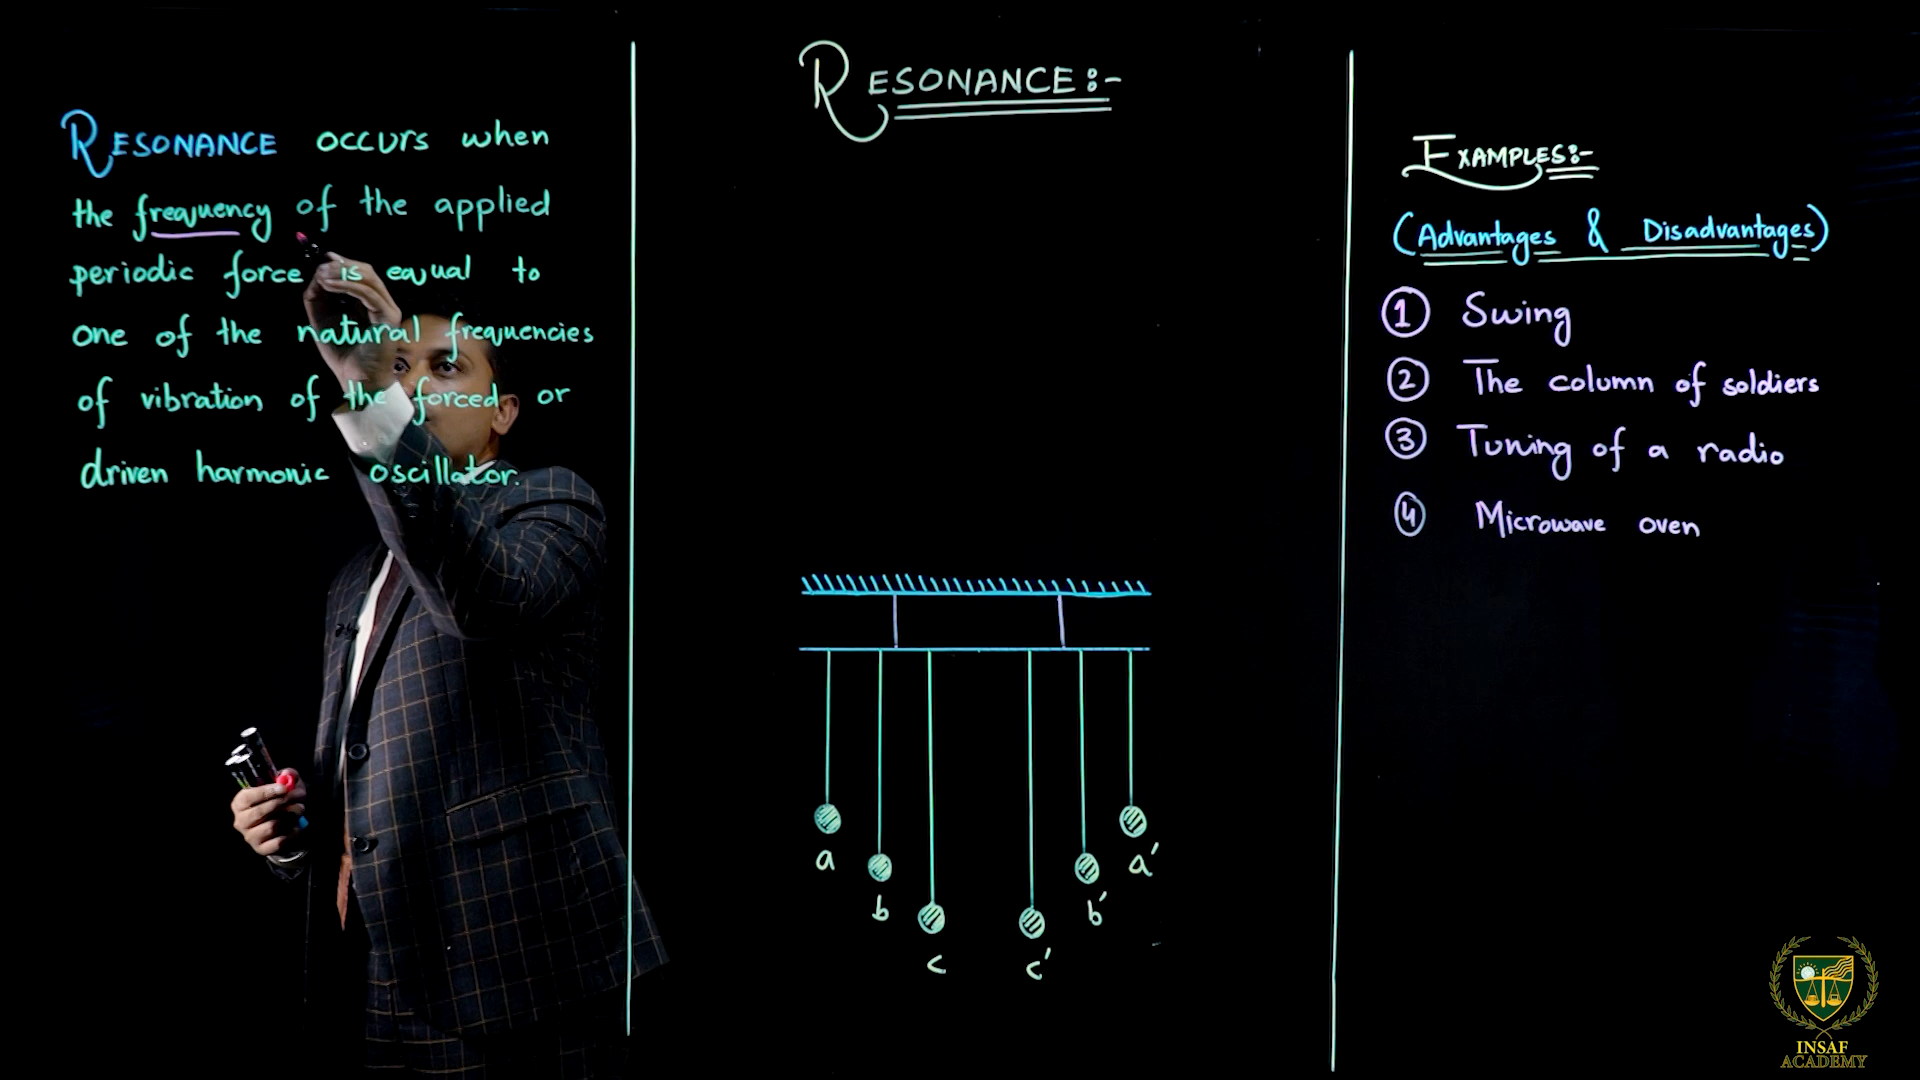 RESONANCE:-
RESONANCE occurs when
the frequency of the applied
periodic force is equal to
one of the natural frequencies
of vibration of the forced or
driven harmonic oscillator.
a
b
c
c'
b'
a'
EXAMPLES:-
(Advantages & Disadvantages)
1 Swing
2 The column of soldiers
3 Tuning of a radio
4 Microwave oven
INSAF
ACADEMY